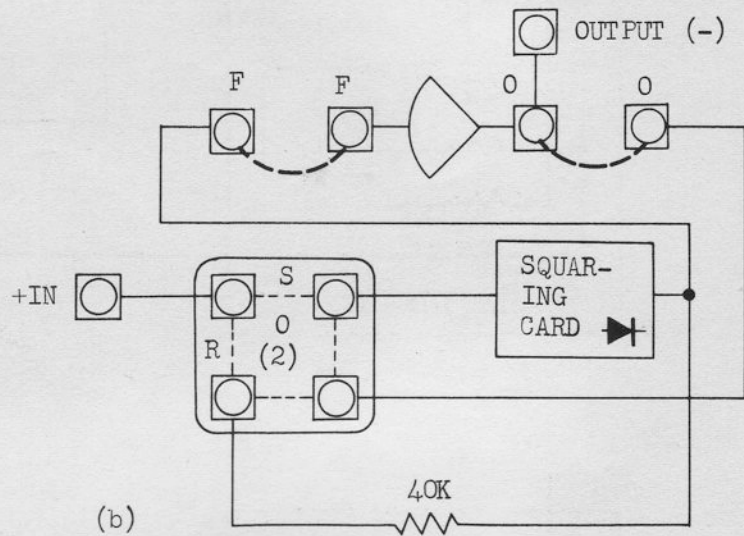 OUTPUT (-)
F
F
O
O
+IN
S
O
(2)
R
SQUAR-
ING
CARD
40K
(b)